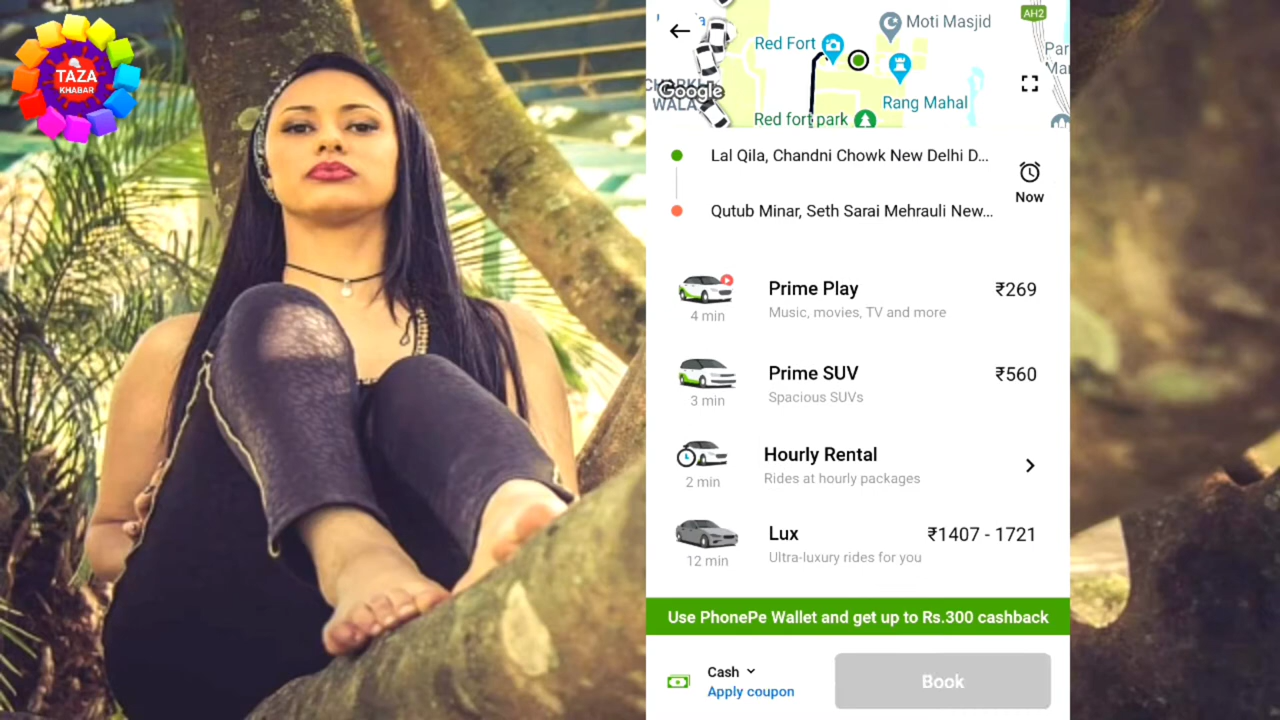 TAZA
KHABAR
Moti Masjid
AH2
Red Fort
Google
Rang Mahal
Red fort park
Lal Qila, Chandni Chowk New Delhi D...
Now
Qutub Minar, Seth Sarai Mehrauli New...
Prime Play
₹269
4 min
Music, movies, TV and more
Prime SUV
₹560
3 min
Spacious SUVs
Hourly Rental
2 min
Rides at hourly packages
Lux
₹1407 - 1721
12 min
Ultra-luxury rides for you
Use PhonePe Wallet and get up to Rs.300 cashback
Cash
Apply coupon
Book